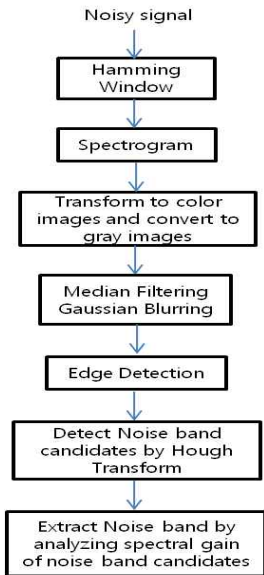 Noisy signal
Hamming
Window
Spectrogram
Transform to color
images and convert to
gray images
Median Filtering
Gaussian Blurring
Edge Detection
Detect Noise band
candidates by Hough
Transform
Extract Noise band by
analyzing spectral gain
of noise band candidates